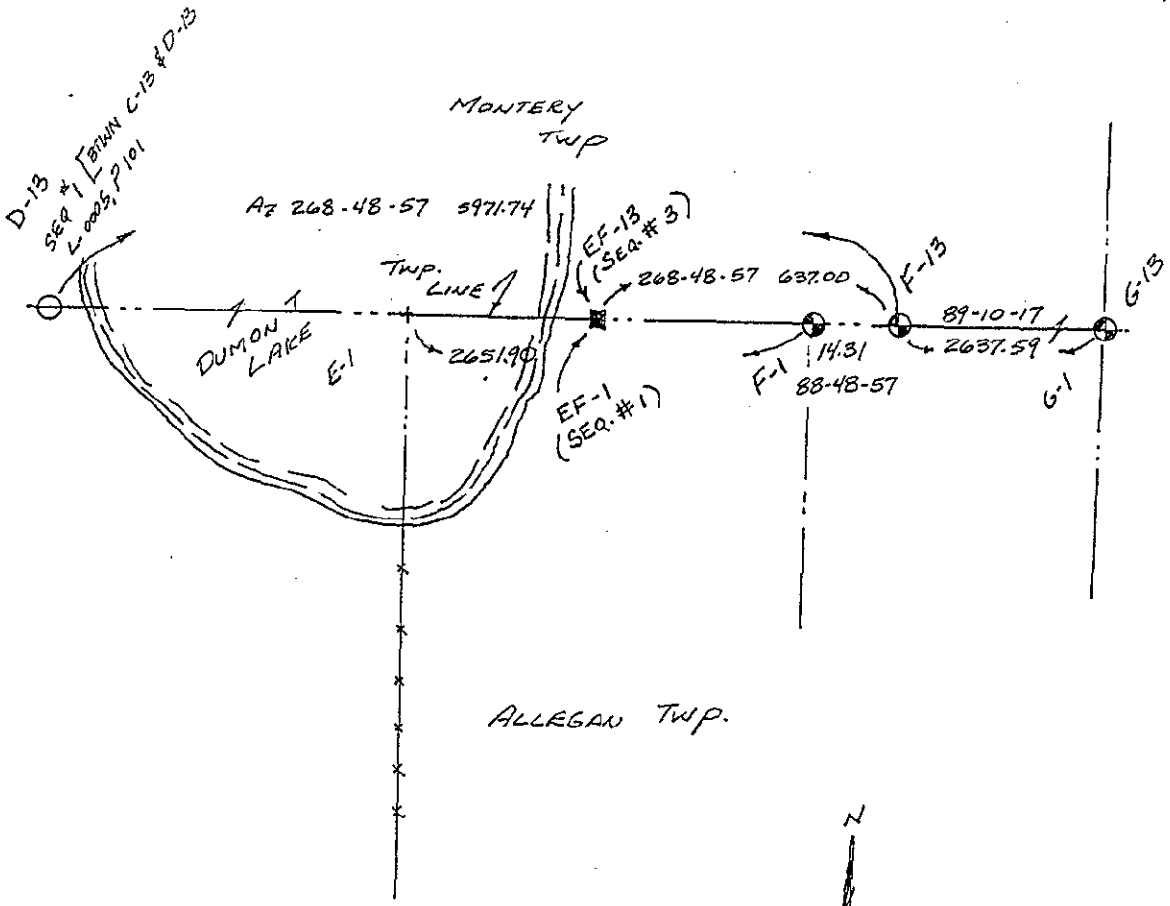 D-13
SEQ # 1 [BTWN C-13 & D-13
L-0005, P101
MONTERY
TWP
AZ 268-48-57 5971.74
EF-13
(SEQ. # 3)
TWP.
LINE
268-48-57 637.00
F-13
G-13
89-10-17
2637.59
DUMON
LAKE
E-1
2651.90
EF-1
(SEQ. #1)
F-1
14.31
88-48-57
G-1
ALLEGAN TWP.
N